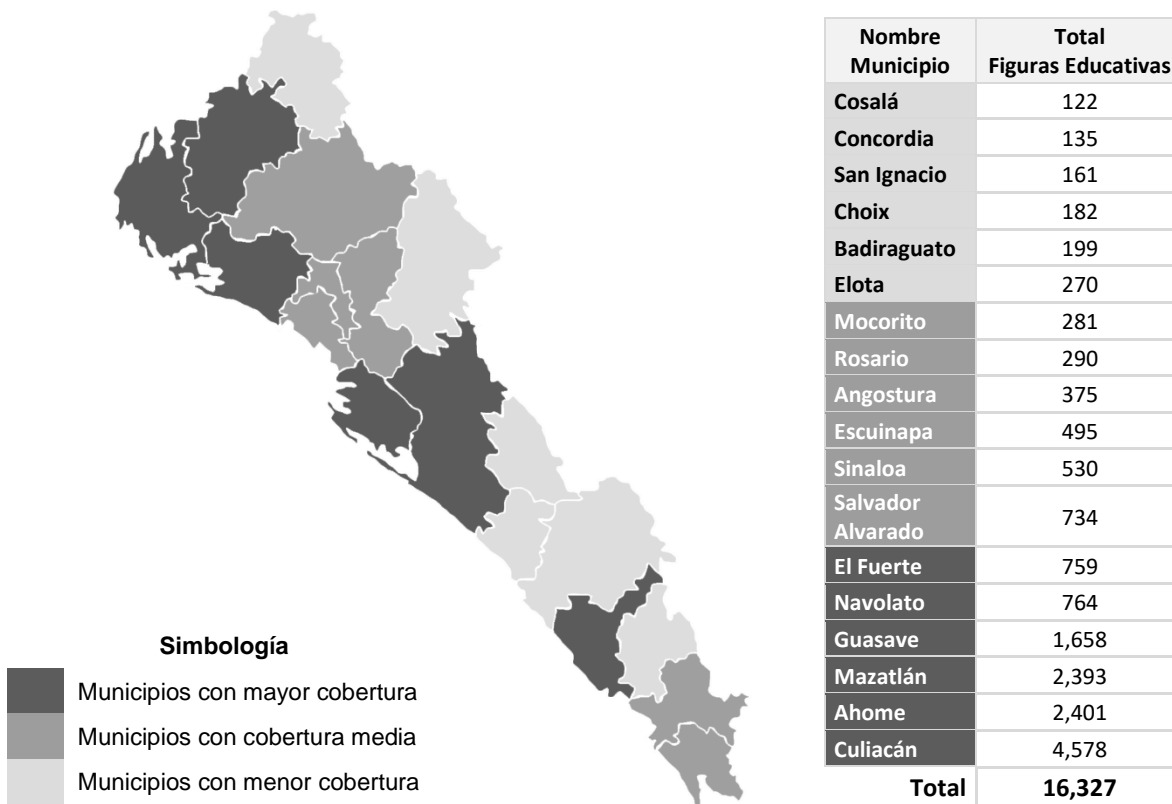 Nombre Municipio | Total Figuras Educativas
Cosalá | 122
Concordia | 135
San Ignacio | 161
Choix | 182
Badiraguato | 199
Elota | 270
Mocorito | 281
Rosario | 290
Angostura | 375
Escuinapa | 495
Sinaloa | 530
Salvador Alvarado | 734
El Fuerte | 759
Navolato | 764
Guasave | 1,658
Mazatlán | 2,393
Ahome | 2,401
Culiacán | 4,578
Total | 16,327
Simbología
Municipios con mayor cobertura
Municipios con cobertura media
Municipios con menor cobertura